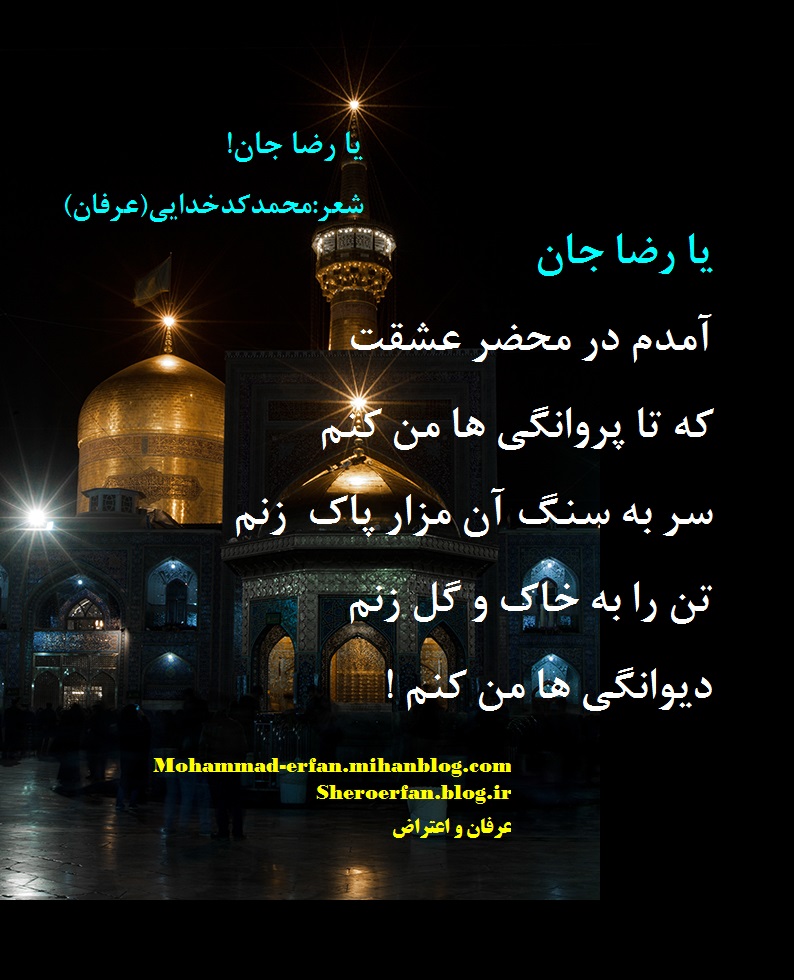 یا رضا جان!
شعر:محمدکدخدایی(عرفان)
یا رضا جان
آمدم در محضر عشقت
که تا پروانگی ها من کنم
سر به سنگ آن مزار پاک زنم
تن را به خاک و گل زنم
دیوانگی ها من کنم !
Mohammad-erfan.mihanblog.com
Sheroerfan.blog.ir
عرفان و اعتراض